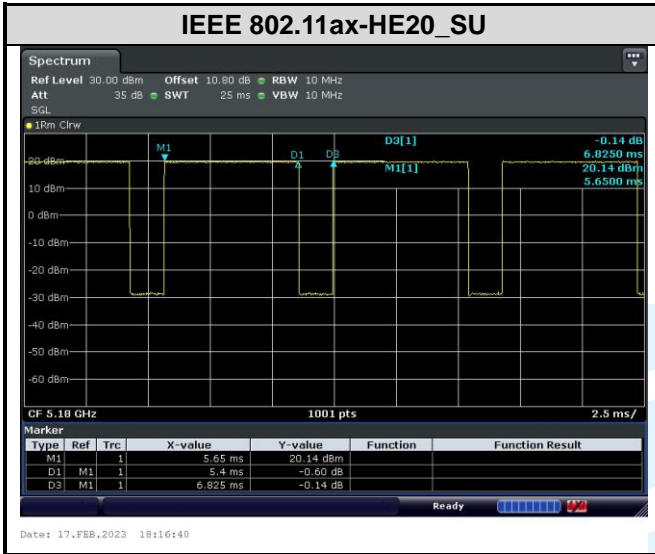 IEEE 802.11ax-HE20_SU
Spectrum
Ref Level 30.00 dBm Offset 10.80 dB RBW 10 MHz
Att 35 dB SWT 25 ms VBW 10 MHz
SGL
1Rm Clrw
D3[1] -0.14 dB
6.8250 ms
M1[1] 20.14 dBm
5.6500 ms
M1
D1 D3
20 dBm
10 dBm
0 dBm
-10 dBm
-20 dBm
-30 dBm
-40 dBm
-50 dBm
-60 dBm
CF 5.18 GHz 1001 pts 2.5 ms/
Marker
Type Ref Trc X-value Y-value Function Function Result
M1 1 5.65 ms 20.14 dBm
D1 M1 1 5.4 ms -0.60 dB
D3 M1 1 6.825 ms -0.14 dB
Ready
Date: 17.FEB.2023 18:16:40